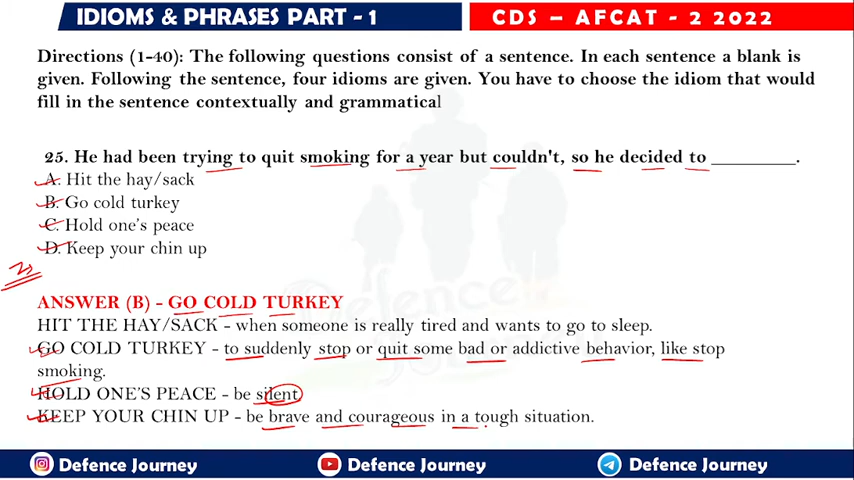 IDIOMS & PHRASES PART - 1
CDS – AFCAT - 2 2022
Directions (1-40): The following questions consist of a sentence. In each sentence a blank is
given. Following the sentence, four idioms are given. You have to choose the idiom that would
fill in the sentence contextually and grammatical
25. He had been trying to quit smoking for a year but couldn't, so he decided to _________.
A. Hit the hay/sack
B. Go cold turkey
C. Hold one's peace
D. Keep your chin up
ANSWER (B) - GO COLD TURKEY
HIT THE HAY/SACK - when someone is really tired and wants to go to sleep.
GO COLD TURKEY - to suddenly stop or quit some bad or addictive behavior, like stop
smoking.
HOLD ONE'S PEACE - be silent
KEEP YOUR CHIN UP - be brave and courageous in a tough situation.
Defence Journey
Defence Journey
Defence Journey